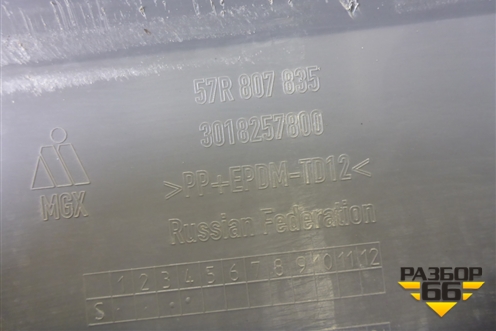 57R 807 835
3018257800
>PP+EPDM-TD12<
MGX
Russian Federation
1 2 3 4 5 6 7 8 9 10 11 12
S
РАЗБОР
66